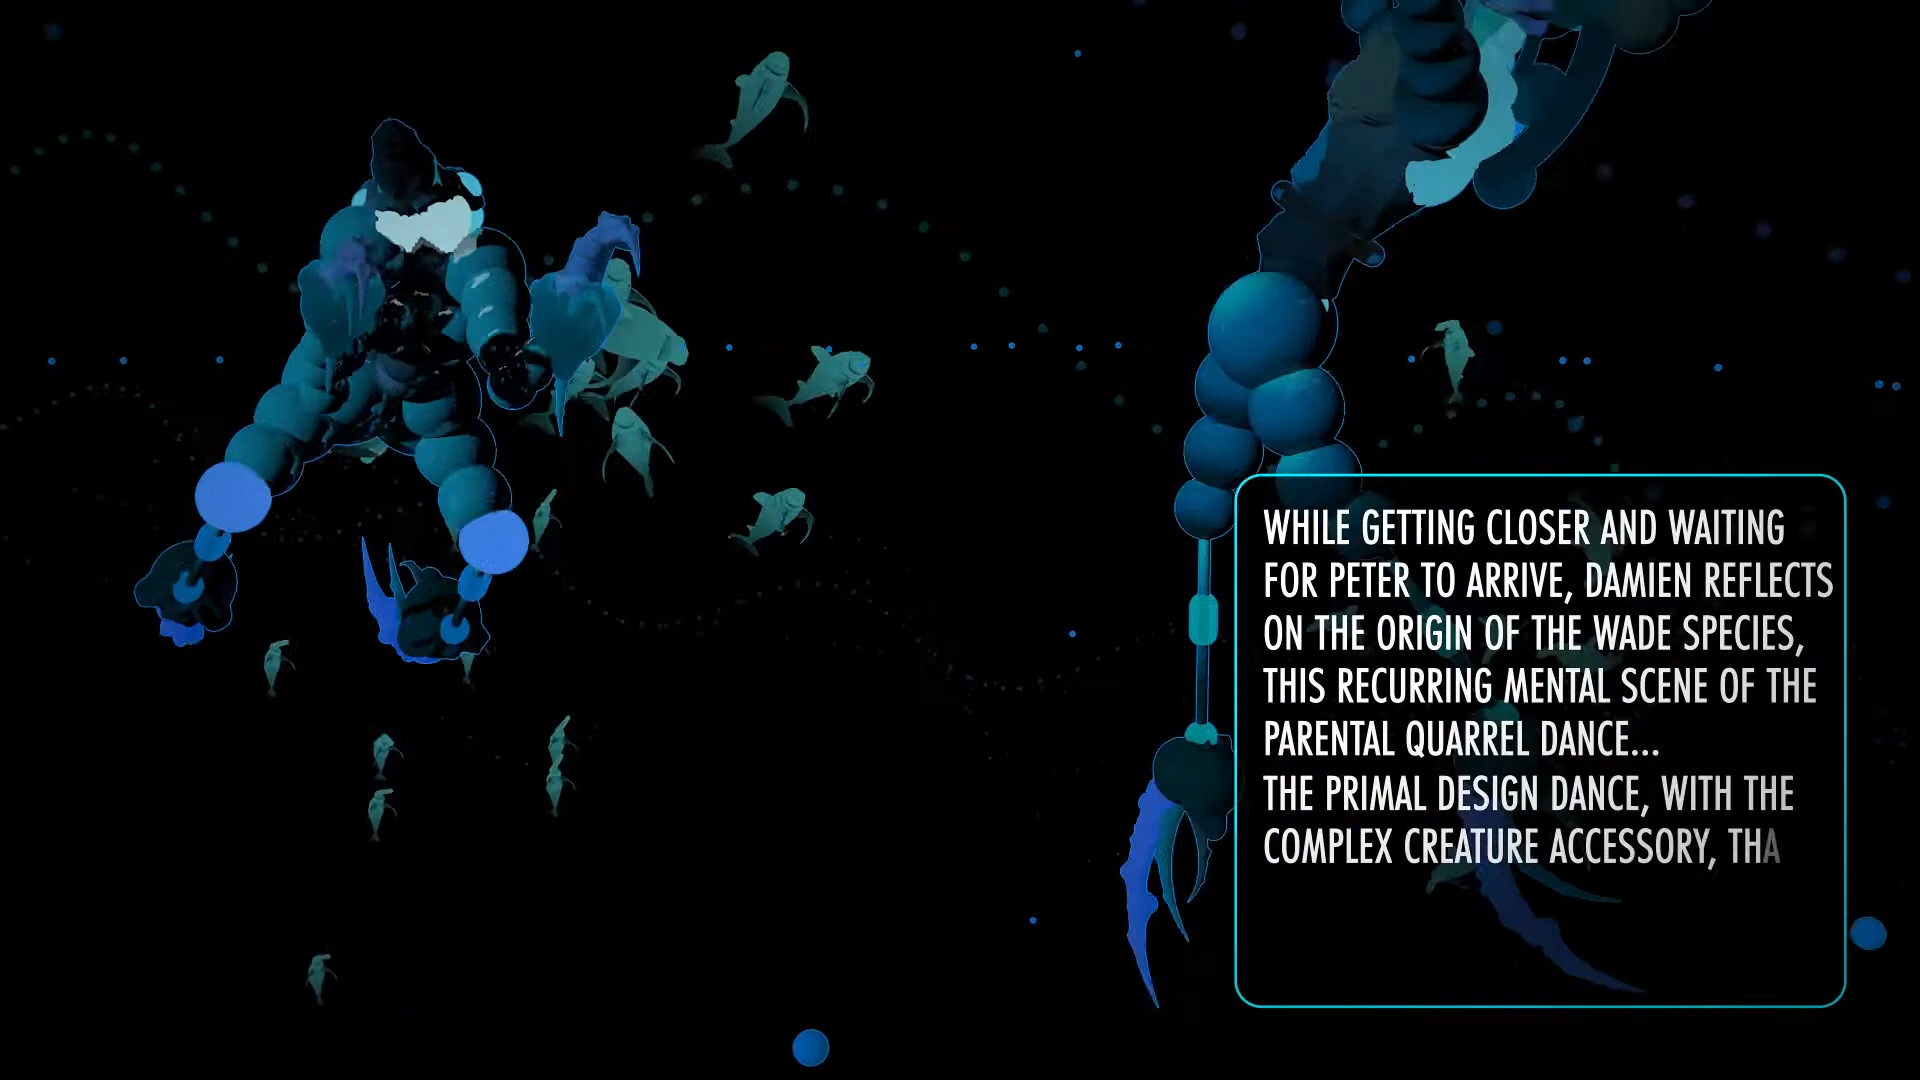 WHILE GETTING CLOSER AND WAITING
FOR PETER TO ARRIVE, DAMIEN REFLECTS
ON THE ORIGIN OF THE WADE SPECIES,
THIS RECURRING MENTAL SCENE OF THE
PARENTAL QUARREL DANCE...
THE PRIMAL DESIGN DANCE, WITH THE
COMPLEX CREATURE ACCESSORY, THA